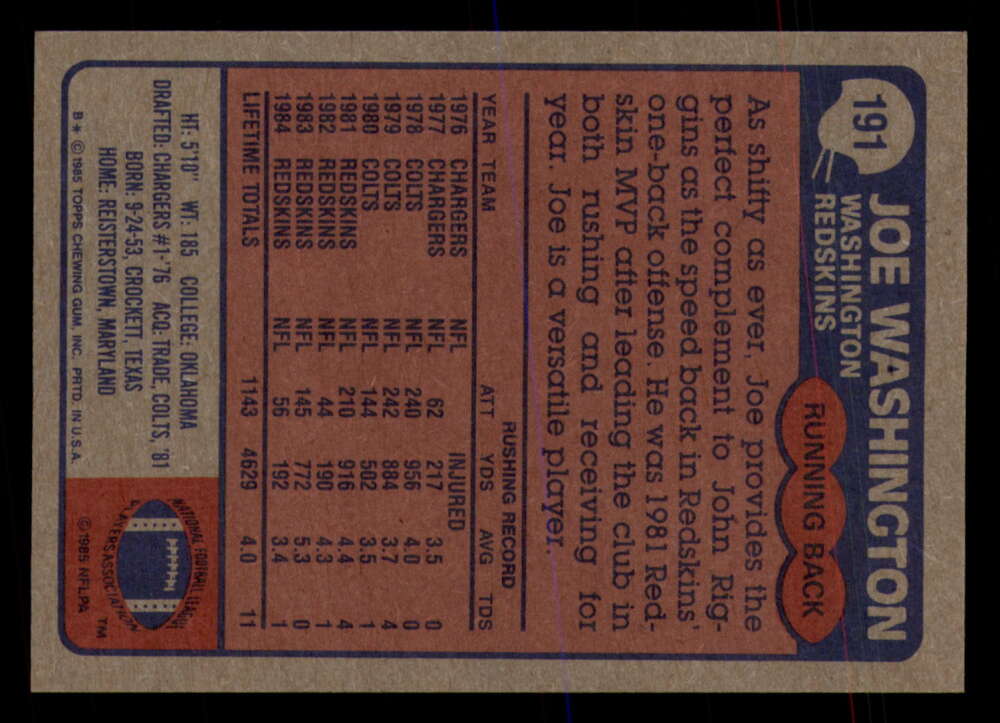 191
JOE WASHINGTON
WASHINGTON
REDSKINS
RUNNING BACK
As shifty as ever, Joe provides the
perfect complement to John Rig-
gins as the speed back in Redskins'
one-back offense. He was 1981 Red-
skin MVP after leading the club in
both rushing and receiving for
year. Joe is a versatile player.
RUSHING RECORD
YEAR TEAM ATT YDS AVG TDS
1976 CHARGERS NFL INJURED
1977 CHARGERS NFL 62 217 3.5 0
1978 COLTS NFL 240 956 4.0 0
1979 COLTS NFL 242 884 3.7 4
1980 COLTS NFL 144 502 3.5 1
1981 REDSKINS NFL 210 916 4.4 4
1982 REDSKINS NFL 44 190 4.3 1
1983 REDSKINS NFL 145 772 5.3 0
1984 REDSKINS NFL 56 192 3.4 1
LIFETIME TOTALS 1143 4629 4.0 11
HT: 5'10" WT: 185 COLLEGE: OKLAHOMA
DRAFTED: CHARGERS #1-'76 ACQ: TRADE, COLTS, '81
BORN: 9-24-53, CROCKETT, TEXAS
HOME: REISTERSTOWN, MARYLAND
B* © 1985 TOPPS CHEWING GUM, INC. PRTD. IN U.S.A.
NATIONAL FOOTBALL LEAGUE
PLAYERS ASSOCIATION
TM
© 1985 NFLPA